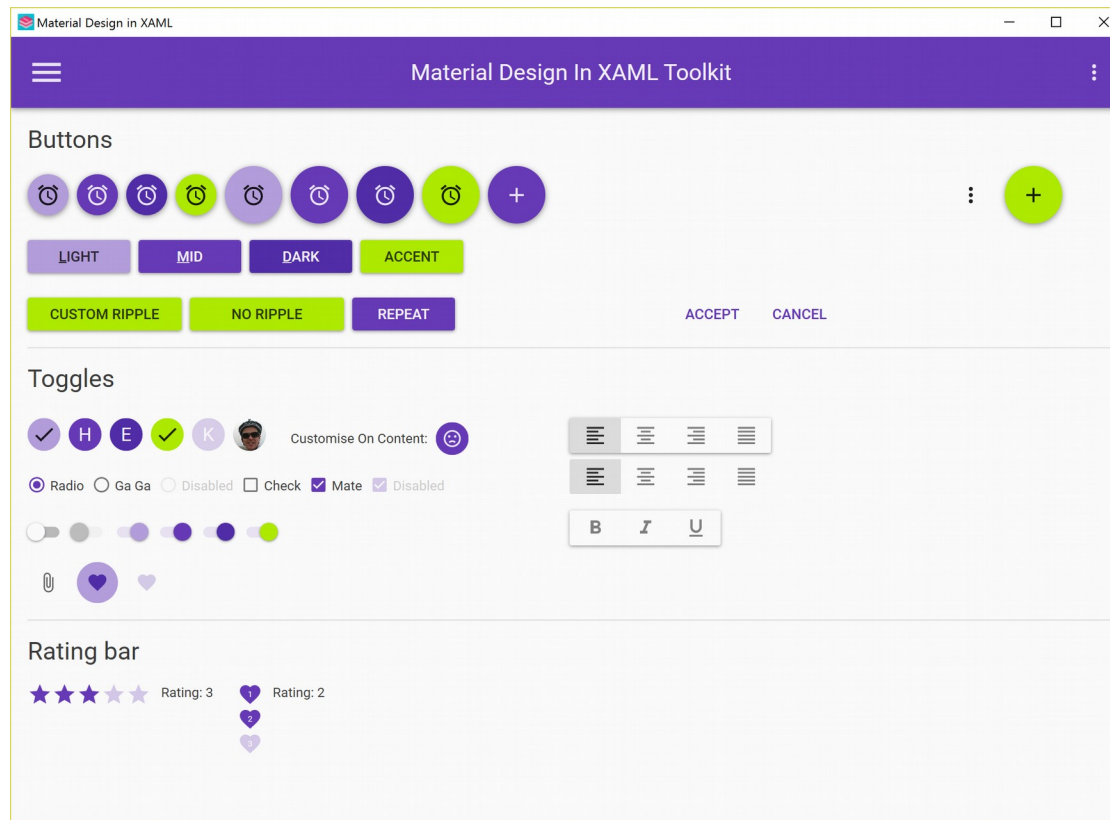 Material Design in XAML
Material Design In XAML Toolkit
Buttons
LIGHT MID DARK ACCENT
CUSTOM RIPPLE NO RIPPLE REPEAT ACCEPT CANCEL
Toggles
H E K Customise On Content:
Radio Ga Ga Disabled Check Mate Disabled
B I U
Rating bar
Rating: 3 1 Rating: 2
2
3